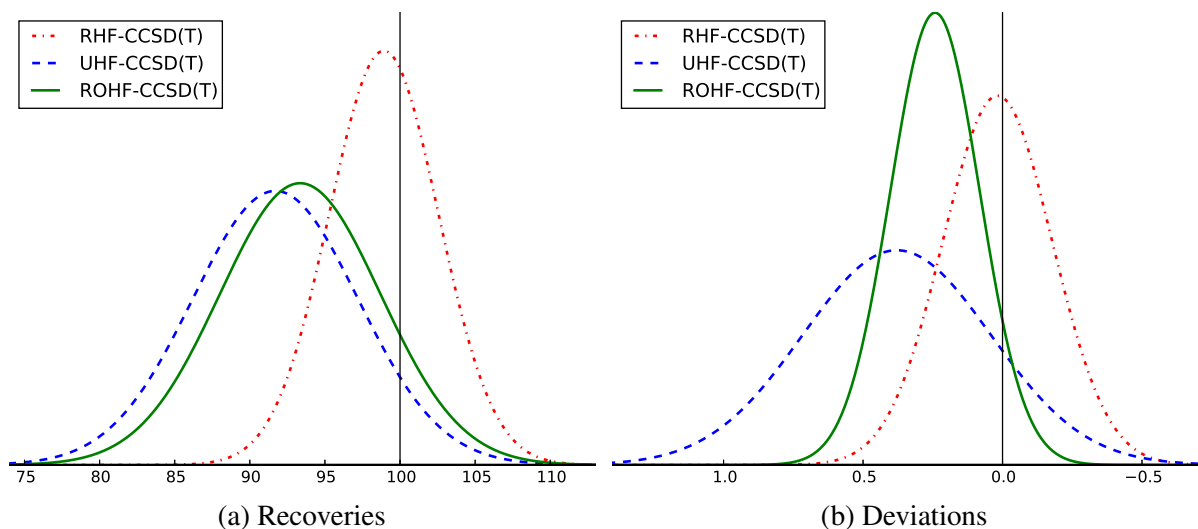 RHF-CCSD(T)
UHF-CCSD(T)
ROHF-CCSD(T)
75 80 85 90 95 100 105 110
(a) Recoveries
RHF-CCSD(T)
UHF-CCSD(T)
ROHF-CCSD(T)
1.0 0.5 0.0 −0.5
(b) Deviations